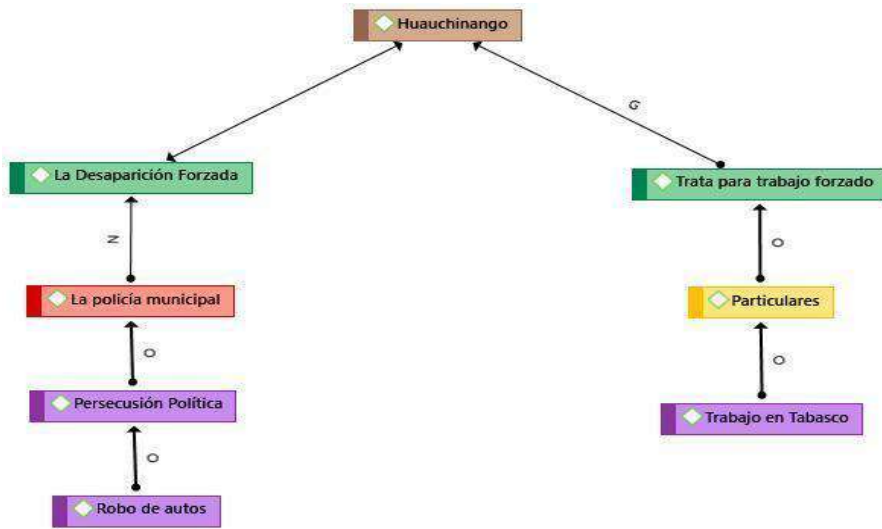 Huauchinango
G
La Desaparición Forzada
Trata para trabajo forzado
N
O
La policía municipal
Particulares
O
O
Persecusión Política
Trabajo en Tabasco
O
Robo de autos